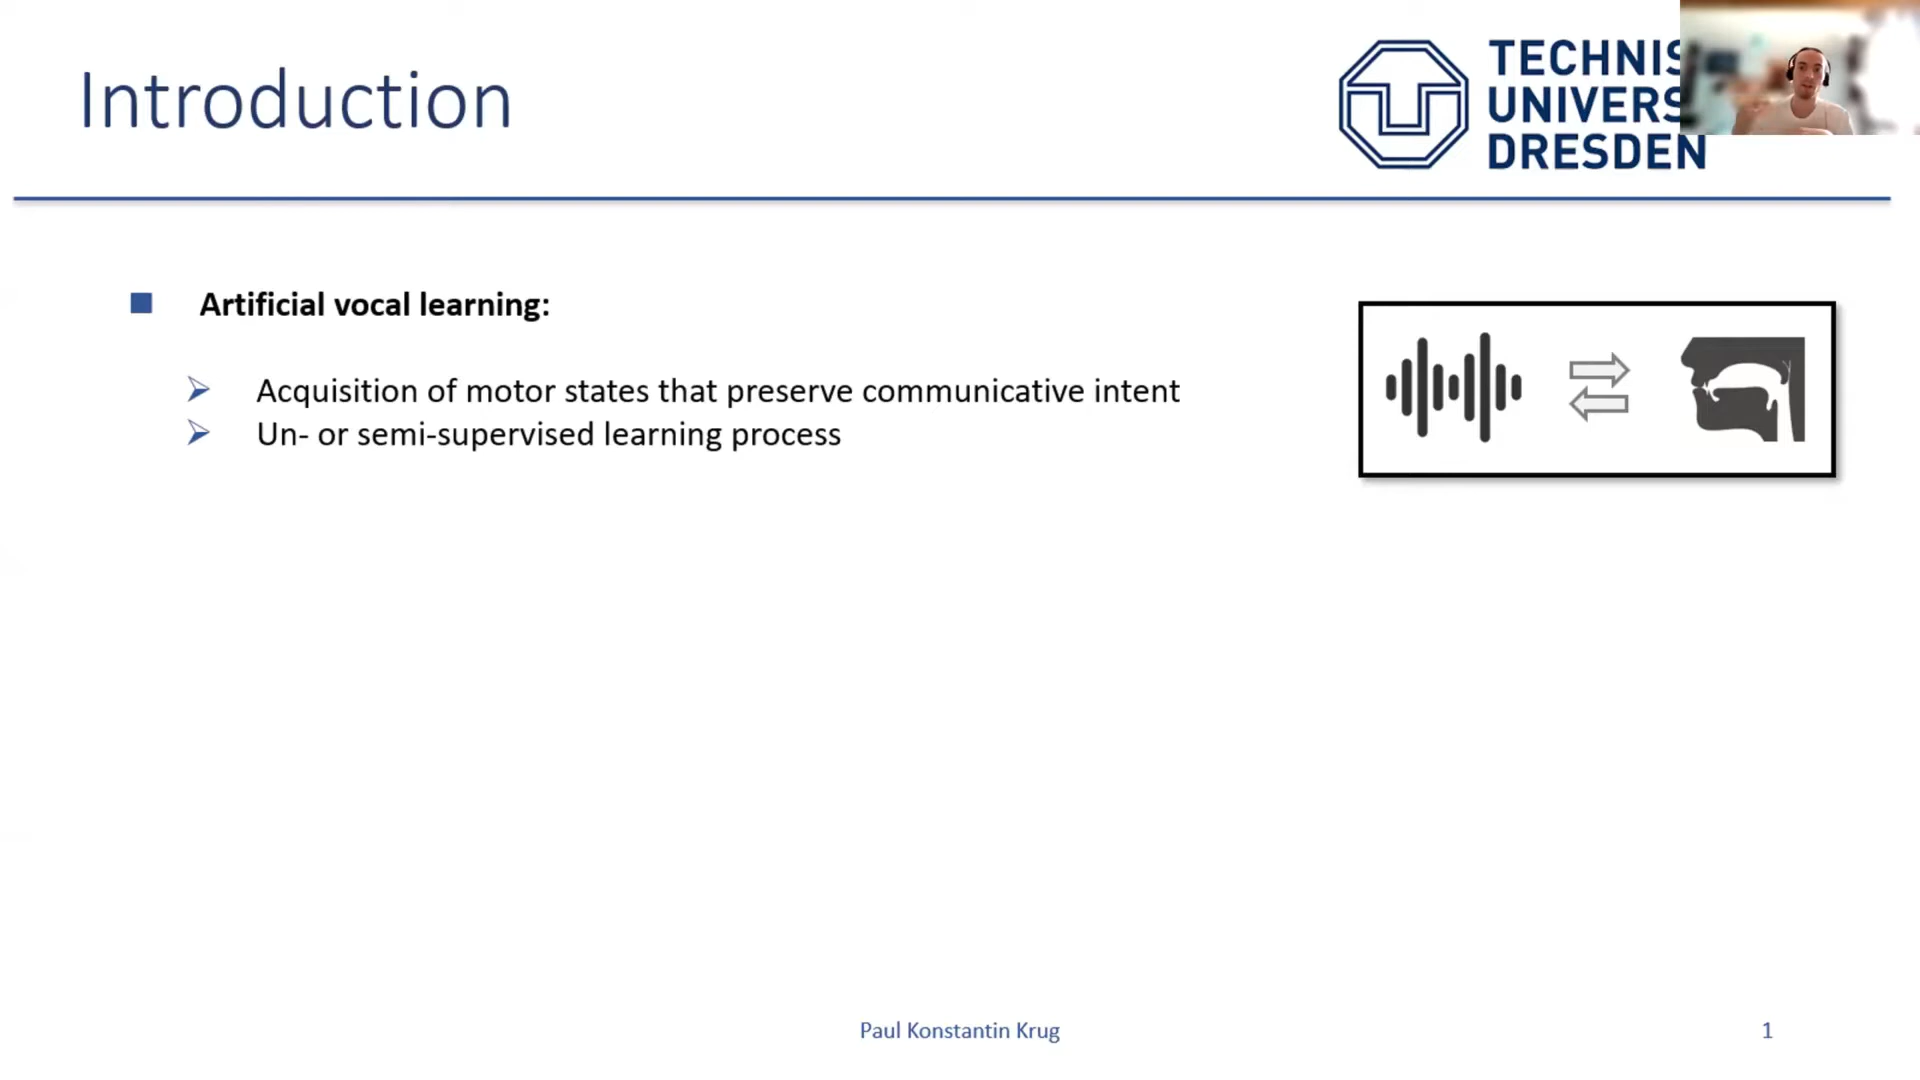 Introduction
TECHNIS
UNIVERS
DRESDEN
Artificial vocal learning:
Acquisition of motor states that preserve communicative intent
Un- or semi-supervised learning process
Paul Konstantin Krug
1